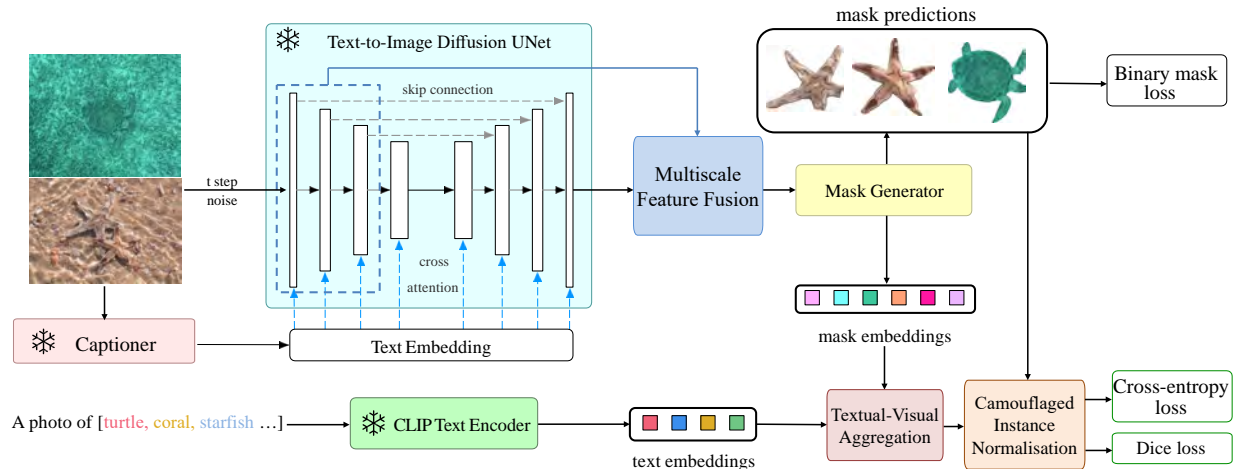 mask predictions
Text-to-Image Diffusion UNet
skip connection
Binary mask
loss
t step
noise
Multiscale
Feature Fusion
Mask Generator
cross
attention
mask embeddings
Captioner
Text Embedding
A photo of [turtle, coral, starfish ...]
CLIP Text Encoder
text embeddings
Textual-Visual
Aggregation
Camouflaged
Instance
Normalisation
Cross-entropy
loss
Dice loss